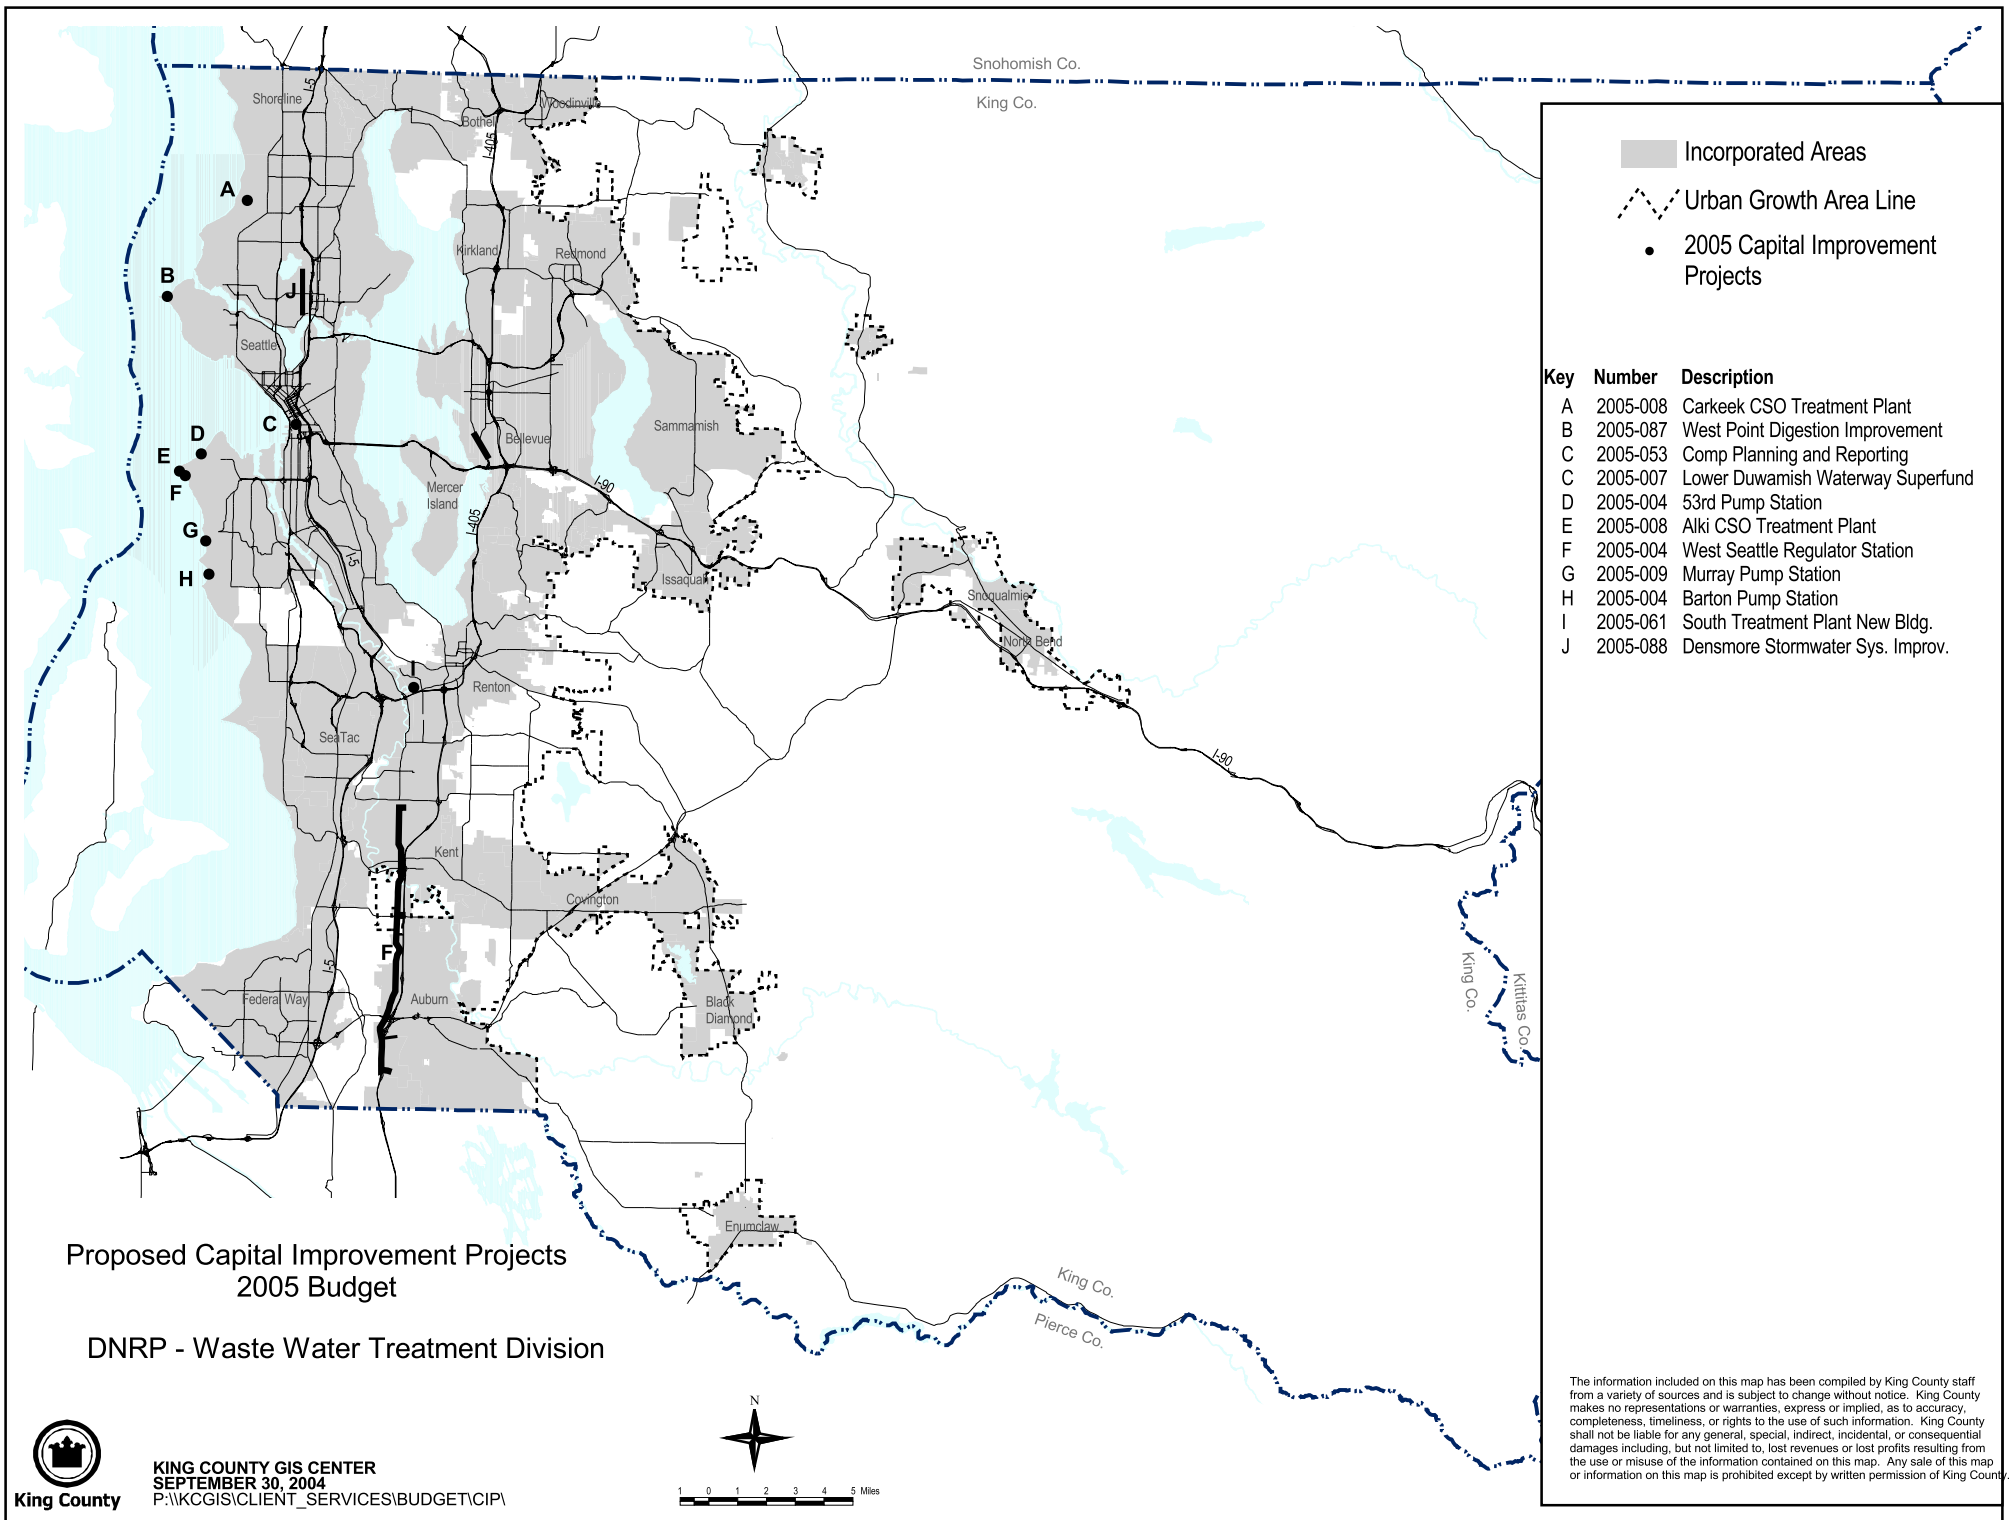 Snohomish Co.
King Co.
I-5
Shoreline
Woodinville
Bothell
I-405
A
Kirkland
Redmond
B
J
Seattle
C
D
Bellevue
Sammamish
E
F
Mercer
Island
I-90
I-405
G
I-5
H
Issaquah
Snoqualmie
North Bend
I
Renton
SeaTac
I-90
Kent
Covington
F
I-5
Federal Way
Auburn
Black
Diamond
King Co.
Kittitas Co.
Enumclaw
King Co.
Pierce Co.
Incorporated Areas
Urban Growth Area Line
2005 Capital Improvement
Projects
Key Number Description
A 2005-008 Carkeek CSO Treatment Plant
B 2005-087 West Point Digestion Improvement
C 2005-053 Comp Planning and Reporting
C 2005-007 Lower Duwamish Waterway Superfund
D 2005-004 53rd Pump Station
E 2005-008 Alki CSO Treatment Plant
F 2005-004 West Seattle Regulator Station
G 2005-009 Murray Pump Station
H 2005-004 Barton Pump Station
I 2005-061 South Treatment Plant New Bldg.
J 2005-088 Densmore Stormwater Sys. Improv.
Proposed Capital Improvement Projects
2005 Budget
DNRP - Waste Water Treatment Division
King County
KING COUNTY GIS CENTER
SEPTEMBER 30, 2004
P:\\KCGIS\CLIENT_SERVICES\BUDGET\CIP\
N
1 0 1 2 3 4 5 Miles
The information included on this map has been compiled by King County staff
from a variety of sources and is subject to change without notice. King County
makes no representations or warranties, express or implied, as to accuracy,
completeness, timeliness, or rights to the use of such information. King County
shall not be liable for any general, special, indirect, incidental, or consequential
damages including, but not limited to, lost revenues or lost profits resulting from
the use or misuse of the information contained on this map. Any sale of this map
or information on this map is prohibited except by written permission of King County.